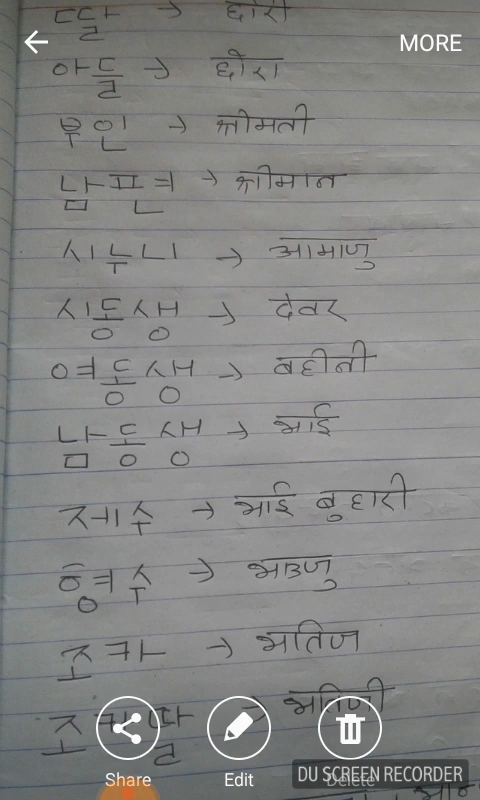 MORE
딸 → छोरी
아들 → छोरा
부인 → श्रीमती
남편 → श्रीमान
시누니 → आमाजु
시동생 → देवर
여동생 → बहीनी
남동생 → भाई
제수 → भाई बुहारी
형수 → भाउजु
조카 → भतिज
조카딸 → भतिजी
Share Edit Delete
DU SCREEN RECORDER